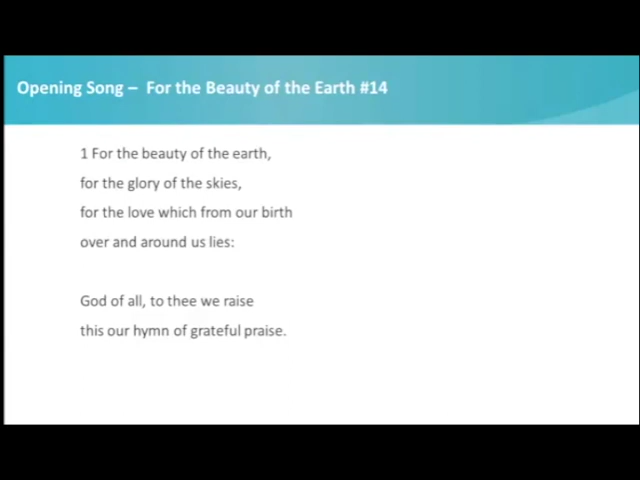 Opening Song – For the Beauty of the Earth #14
1 For the beauty of the earth,
for the glory of the skies,
for the love which from our birth
over and around us lies:
God of all, to thee we raise
this our hymn of grateful praise.